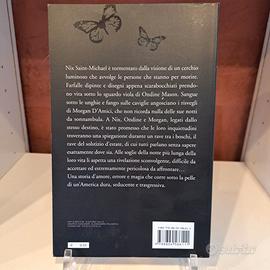 Nix Saint-Michael è tormentato dalla visione di un cerchio
luminoso che avvolge le persone che stanno per morire.
Farfalle dipinte e disegni appena scarabocchiati prendono
vita sotto lo sguardo viola di Ondine Mason. Sangue
sotto le unghie e fango sulle caviglie angosciano i risvegli
di Morgan D'Amici, che non ricorda nulla delle sue notti
da sonnambula. A Nix, Ondine e Morgan, legati dallo
stesso destino, è stato promesso che le loro inquietudini
troveranno una spiegazione durante un rave tra i boschi, il
rave del solstizio d'estate, di cui tutti parlano senza sapere
esattamente dove sia. Alle soglie della notte più lunga della
loro vita li aspetta una rivelazione sconvolgente, difficile da
accettare ed estremamente pericolosa da affrontare...
Una storia d'amore, orrore e magia che corre sotto la pelle
di un'America dura, seducente e trasgressiva.
subito